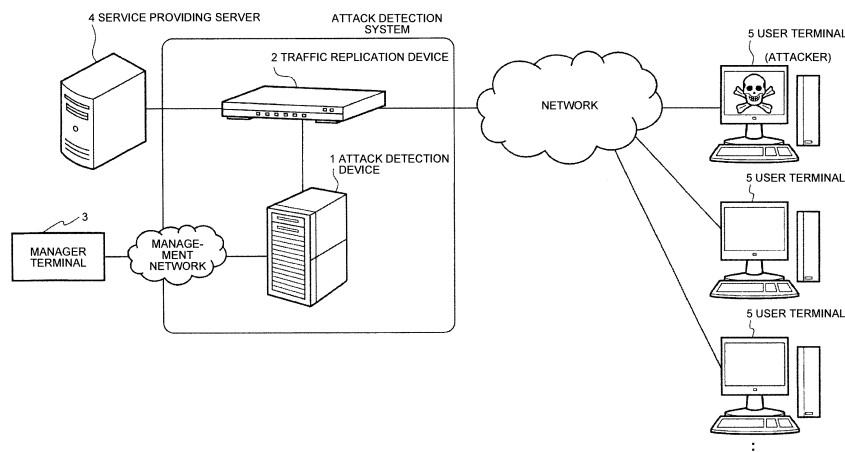 4 SERVICE PROVIDING SERVER
ATTACK DETECTION
SYSTEM
2 TRAFFIC REPLICATION DEVICE
5 USER TERMINAL
(ATTACKER)
NETWORK
1 ATTACK DETECTION
DEVICE
5 USER TERMINAL
3
MANAGER
TERMINAL
MANAGE-
MENT
NETWORK
5 USER TERMINAL